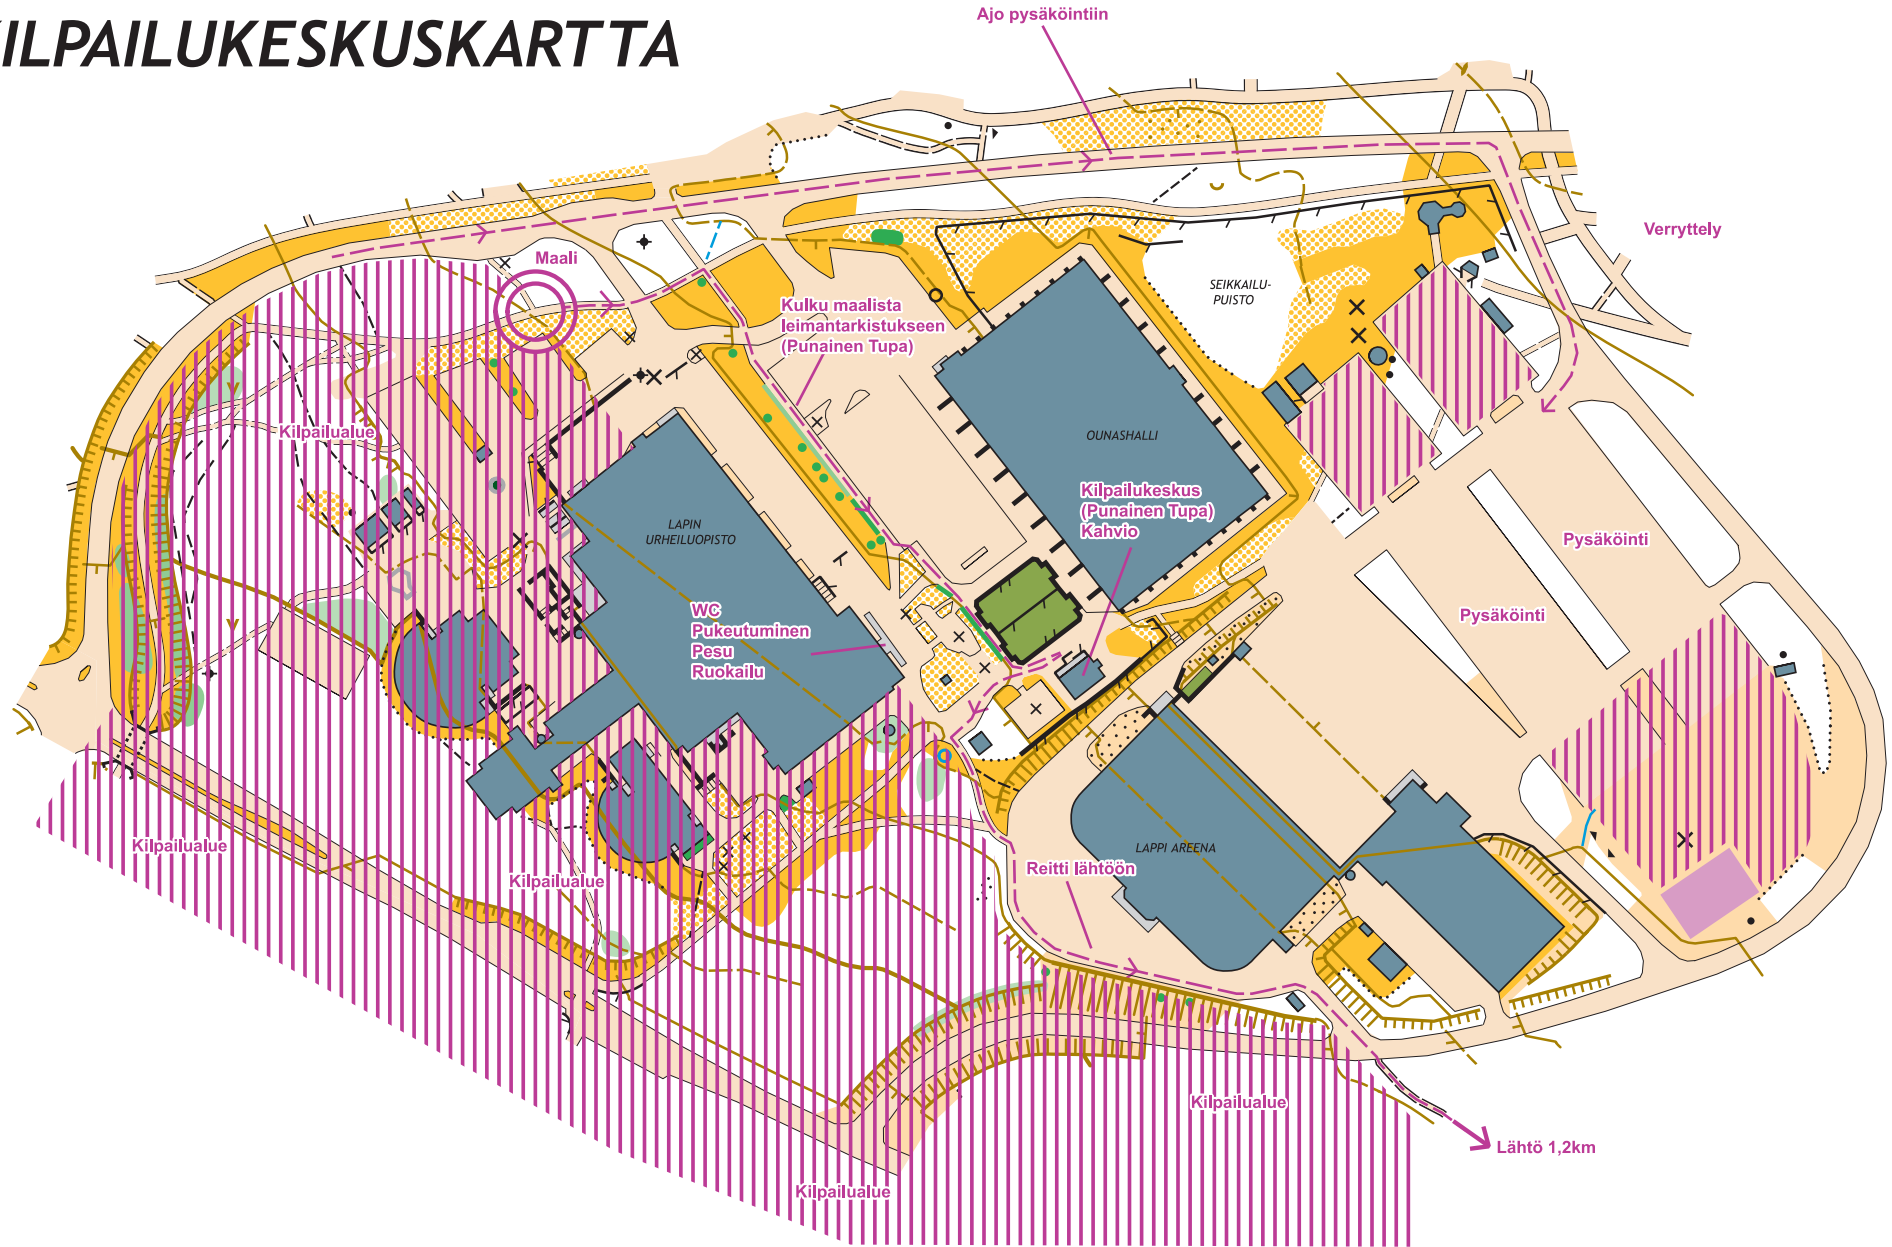 Ajo pysäköintiin
ILPAILUKESKUSKARTTA
Verryttely
Maali
SEIKKAILU-
PUISTO
Kulku maalista
leimantarkistukseen
(Punainen Tupa)
Kilpailualue
OUNASHALLI
Kilpailukeskus
(Punainen Tupa)
Kahvio
LAPIN
URHEILUOPISTO
Pysäköinti
WC
Pukeutuminen
Pesu
Ruokailu
Pysäköinti
Kilpailualue
LAPPI AREENA
Reitti lähtöön
Kilpailualue
Kilpailualue
Lähtö 1,2km
Kilpailualue